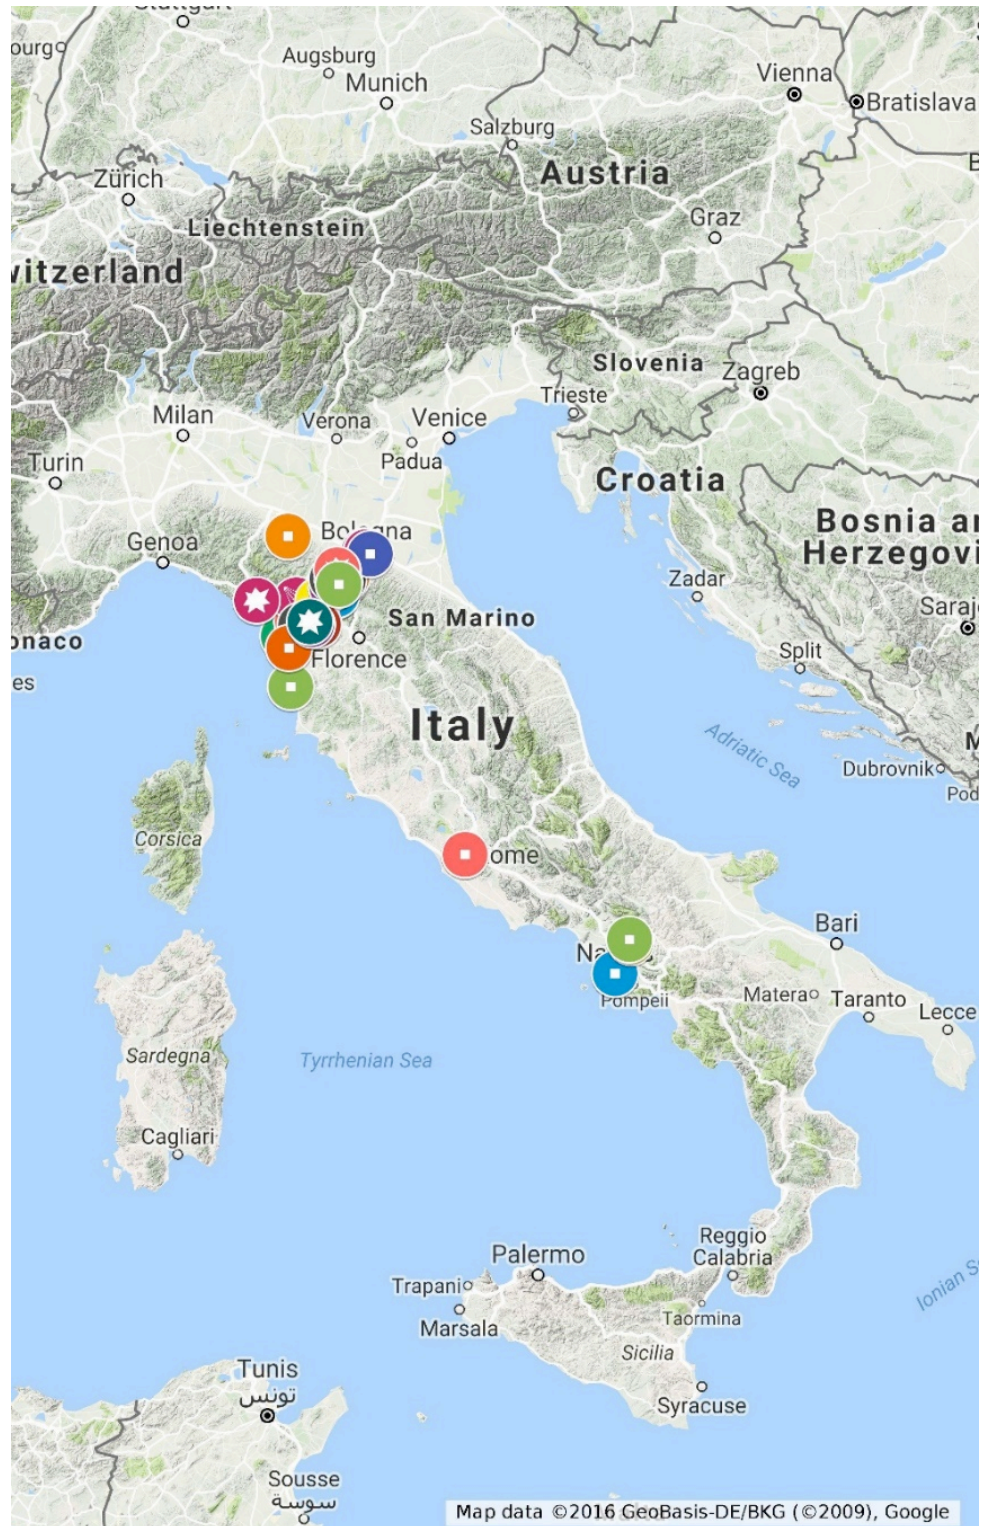 Augsburg
Munich
Vienna
Bratislava
Salzburg
Zürich
Austria
Liechtenstein
Graz
witzerland
Slovenia
Zagreb
Trieste
Milan
Verona
Venice
Padua
Turin
Croatia
Bosnia a
Herzegovi
Bologna
Genoa
Zadar
San Marino
Saraj
onaco
Florence
Split
es
Italy
Adriatic Sea
M
Dubrovnik
Pod
Corsica
ome
Bari
Na
s
Pompeii
Matera
Taranto
Lecce
Sardegna
Tyrrhenian Sea
Cagliari
Reggio
Calabria
Palermo
Trapani
Ionian S
Marsala
Taormina
Sicilia
Tunis
تونس
Syracuse
Sousse
سوسة
Map data ©2016 GeoBasis-DE/BKG (©2009), Google